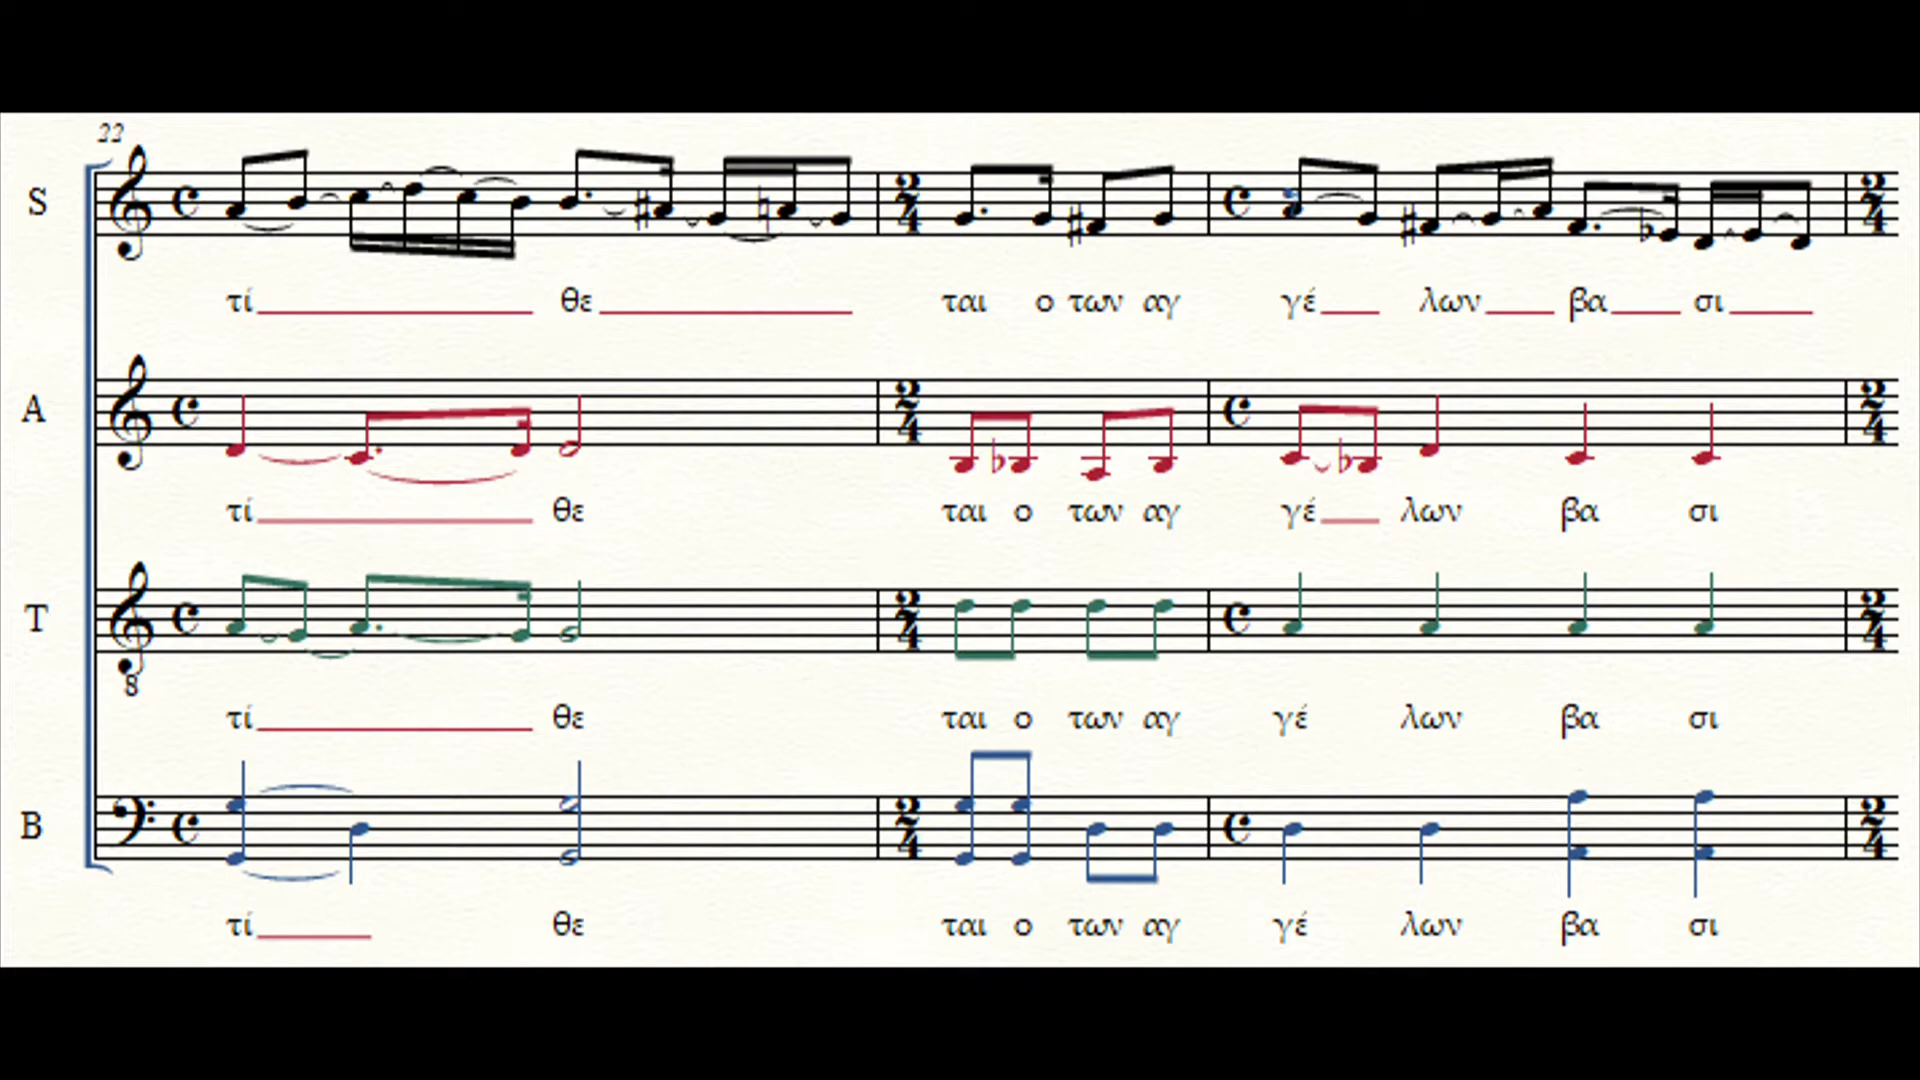 22
S
τί θε ται ο των αγ γέ λων βα σι
A
τί θε ται ο των αγ γέ λων βα σι
T
8
τί θε ται ο των αγ γέ λων βα σι
B
τί θε ται ο των αγ γέ λων βα σι